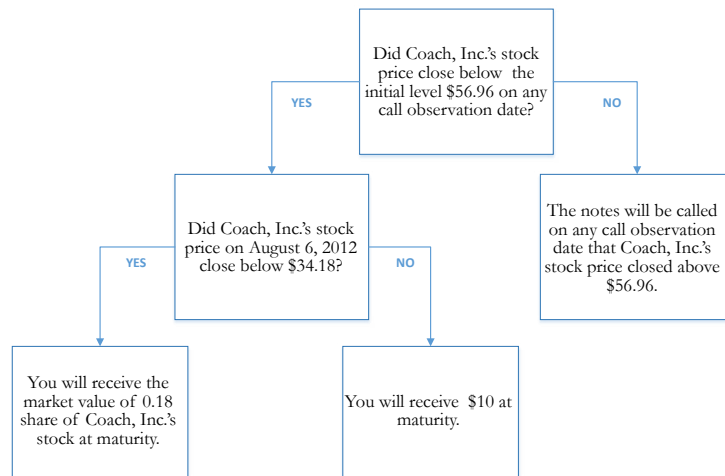 Did Coach, Inc.'s stock
price close below the
initial level $56.96 on any
call observation date?
YES
NO
Did Coach, Inc.'s stock
price on August 6, 2012
close below $34.18?
The notes will be called
on any call observation
date that Coach, Inc.'s
stock price closed above
$56.96.
YES
NO
You will receive the
market value of 0.18
share of Coach, Inc.'s
stock at maturity.
You will receive $10 at
maturity.